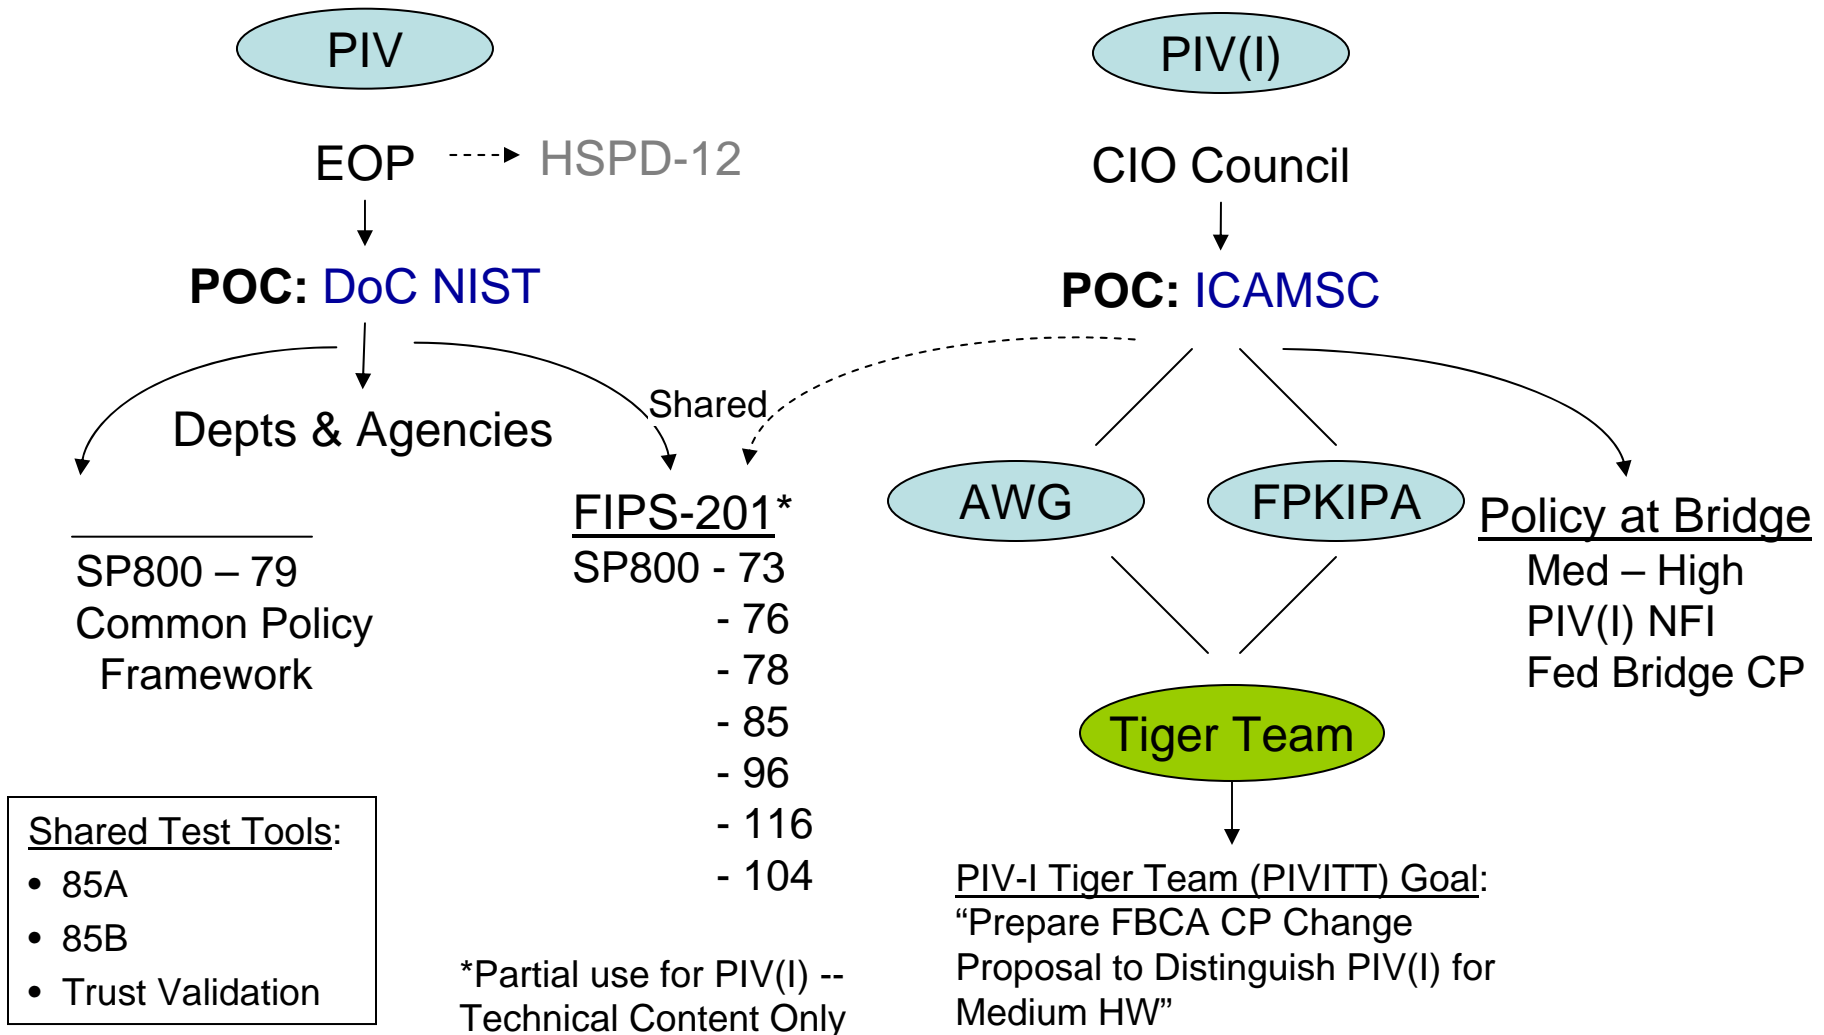 PIV
EOP
HSPD-12
POC: DoC NIST
Depts & Agencies
SP800 – 79
Common Policy
Framework
Shared
FIPS-201*
SP800 - 73
- 76
- 78
- 85
- 96
- 116
- 104
*Partial use for PIV(I) --
Technical Content Only
Shared Test Tools:
• 85A
• 85B
• Trust Validation
PIV(I)
CIO Council
POC: ICAMSC
AWG
FPKIPA
Policy at Bridge
Med – High
PIV(I) NFI
Fed Bridge CP
Tiger Team
PIV-I Tiger Team (PIVITT) Goal:
“Prepare FBCA CP Change
Proposal to Distinguish PIV(I) for
Medium HW”